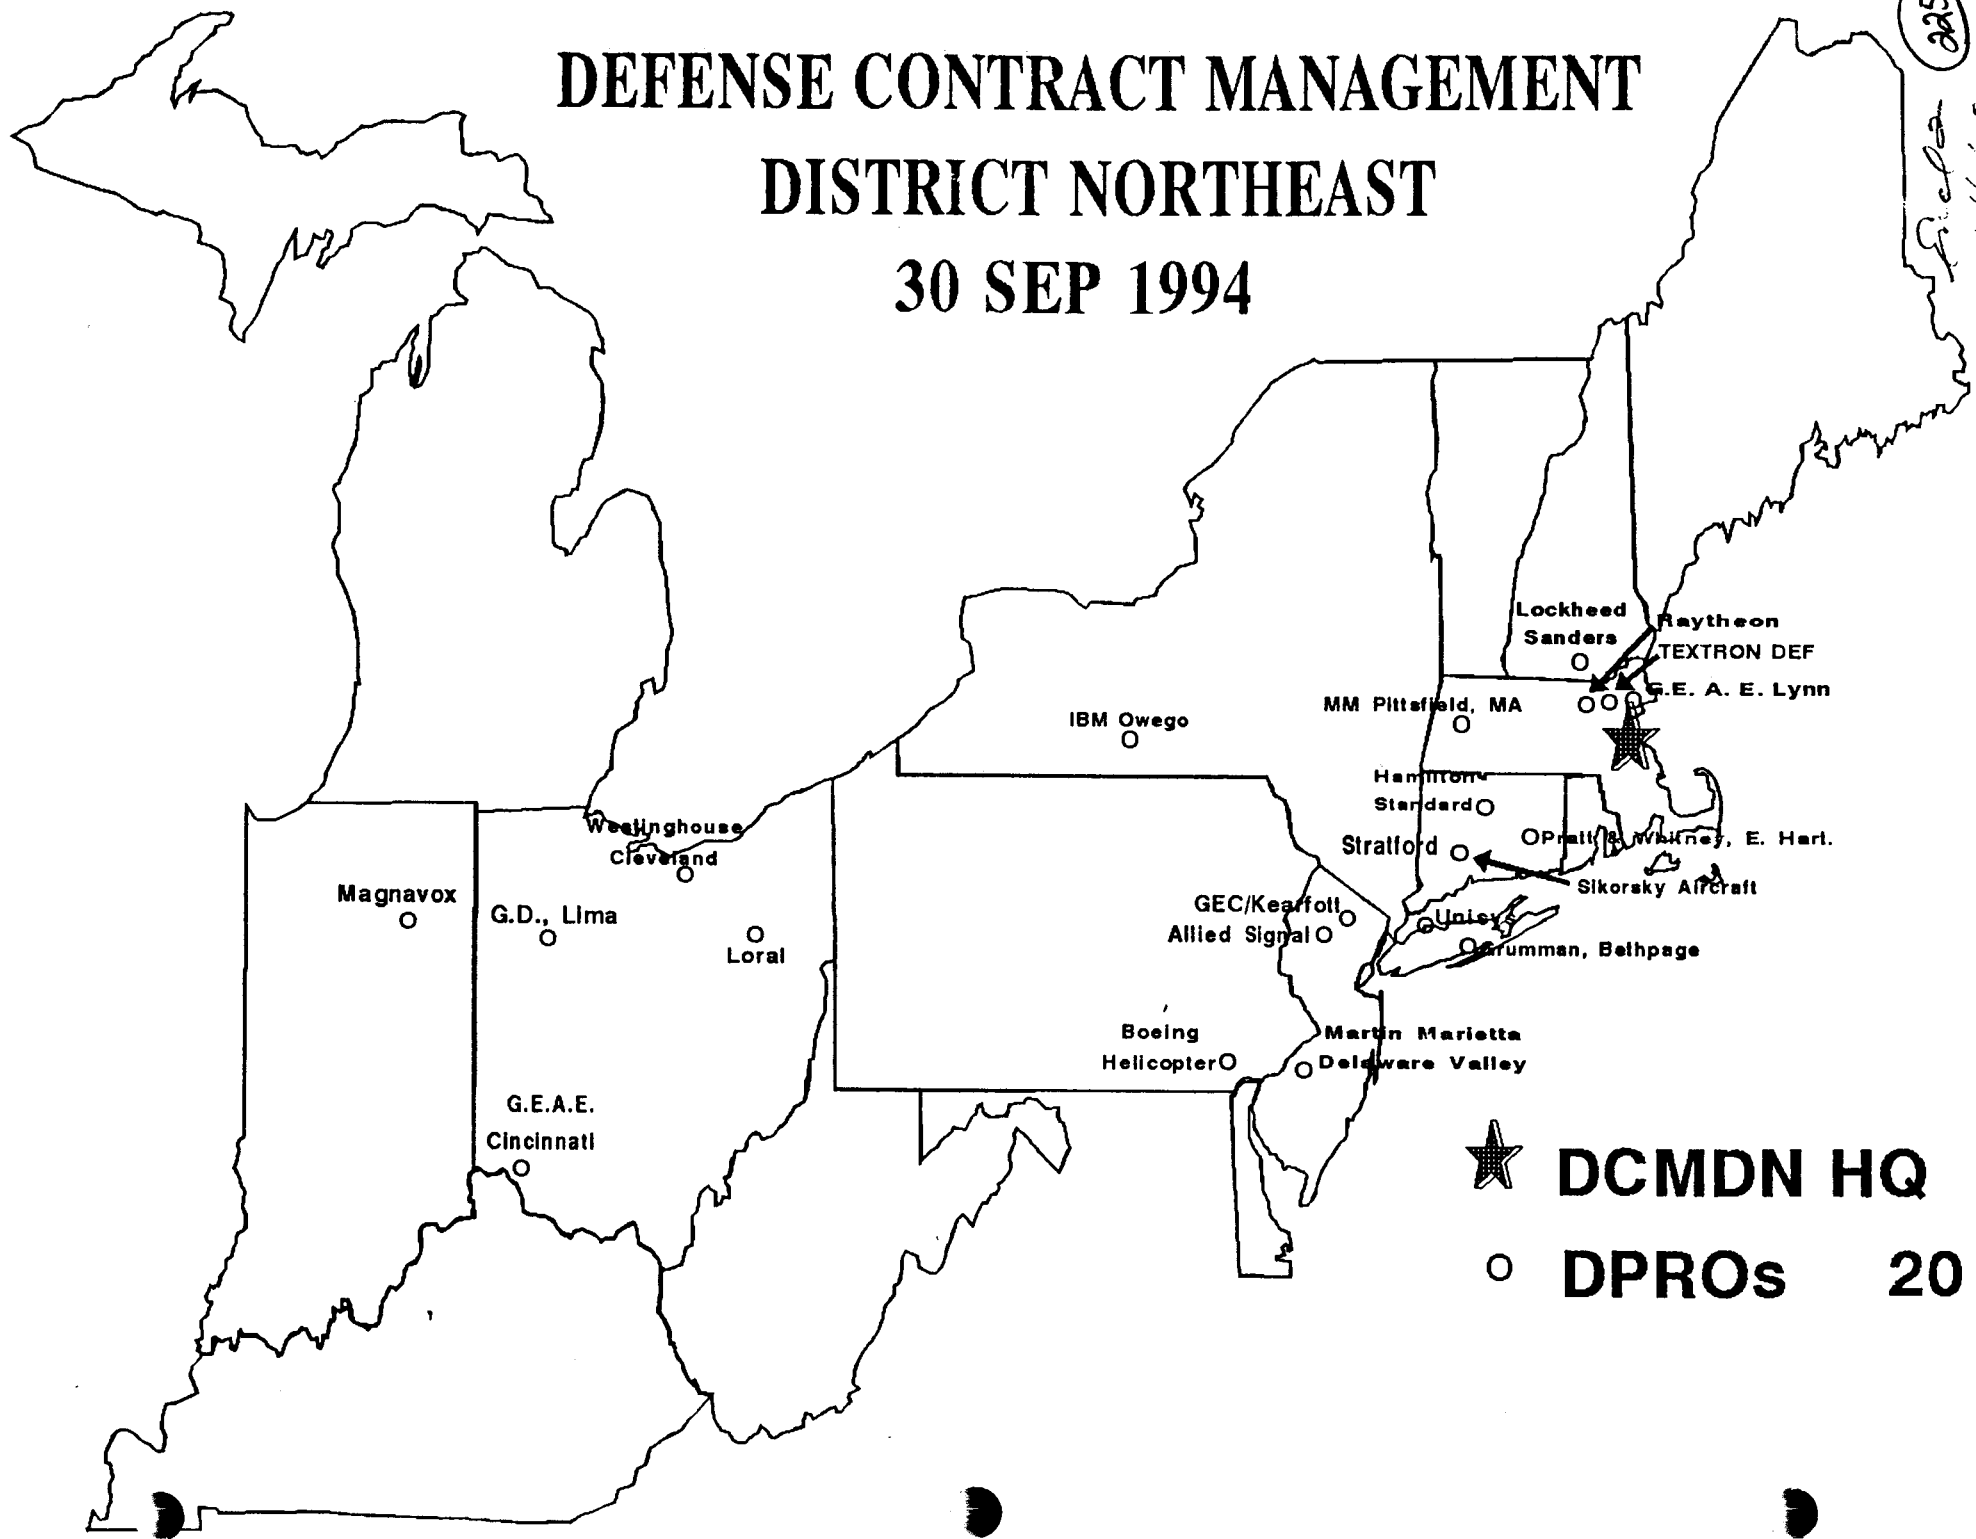 DEFENSE CONTRACT MANAGEMENT
DISTRICT NORTHEAST
30 SEP 1994
Lockheed
Sanders
Raytheon
TEXTRON DEF
G.E. A. E. Lynn
MM Pittsfield, MA
IBM Owego
Hamilton
Standard
Pratt & Whitney, E. Hart.
Stratford
Sikorsky Aircraft
Westinghouse
Cleveland
Magnavox
G.D., Lima
Loral
GEC/Kearfott
Allied Signal
Unisys
Grumman, Bethpage
Boeing
Helicopter
Martin Marietta
Delaware Valley
G.E.A.E.
Cincinnati
DCMDN HQ
DPROs 20